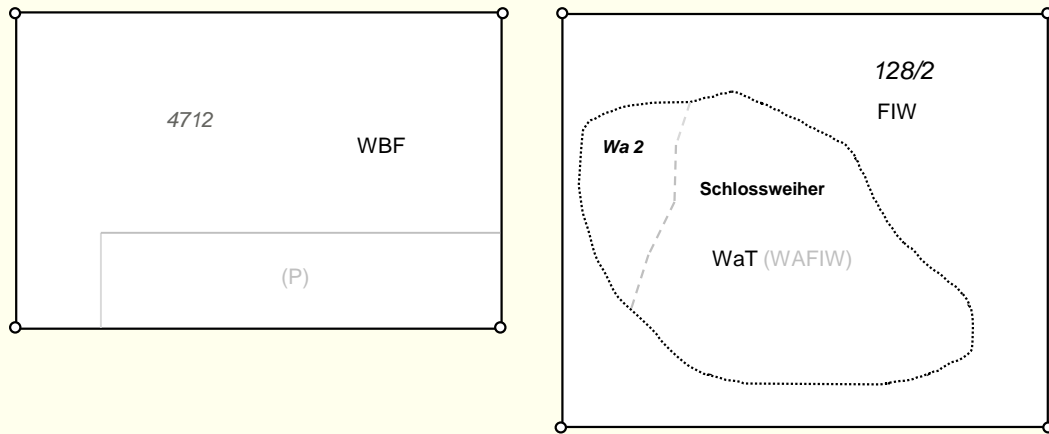 4712
WBF
(P)
128/2
FIW
Wa 2
Schlossweiher
WaT (WAFIW)